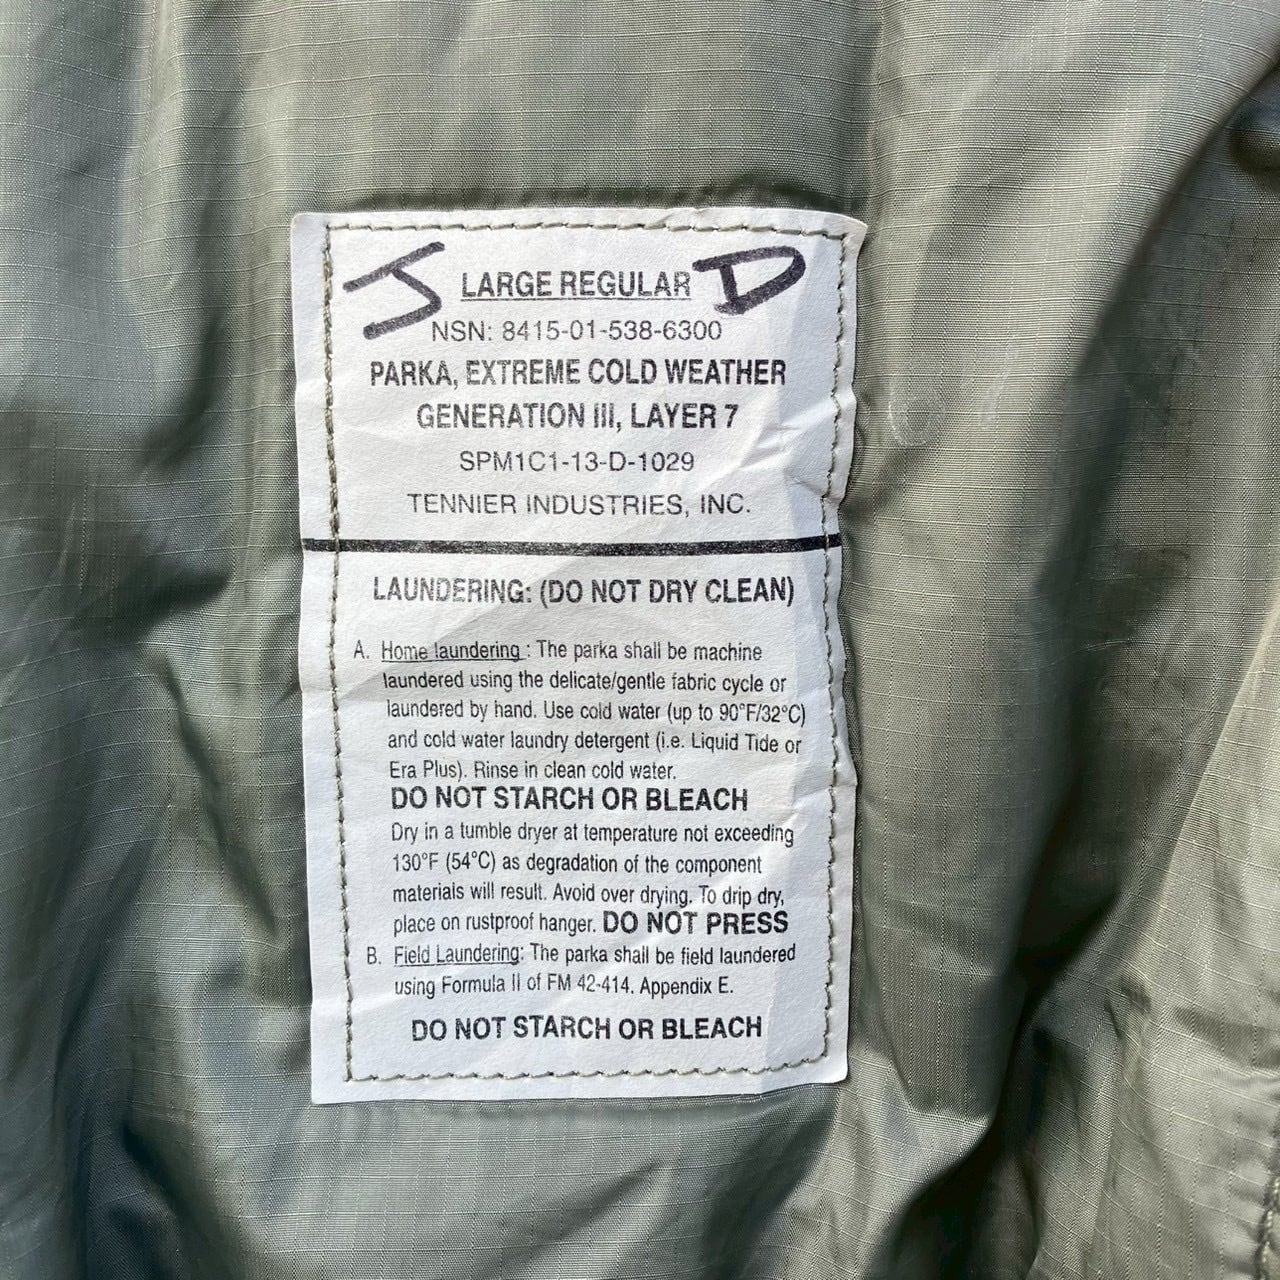 J LARGE REGULAR D
NSN: 8415-01-538-6300
PARKA, EXTREME COLD WEATHER
GENERATION III, LAYER 7
SPM1C1-13-D-1029
TENNIER INDUSTRIES, INC.
LAUNDERING: (DO NOT DRY CLEAN)
A. Home laundering : The parka shall be machine
laundered using the delicate/gentle fabric cycle or
laundered by hand. Use cold water (up to 90°F/32°C)
and cold water laundry detergent (i.e. Liquid Tide or
Era Plus). Rinse in clean cold water.
DO NOT STARCH OR BLEACH
Dry in a tumble dryer at temperature not exceeding
130°F (54°C) as degradation of the component
materials will result. Avoid over drying. To drip dry,
place on rustproof hanger. DO NOT PRESS
B. Field Laundering: The parka shall be field laundered
using Formula II of FM 42-414. Appendix E.
DO NOT STARCH OR BLEACH